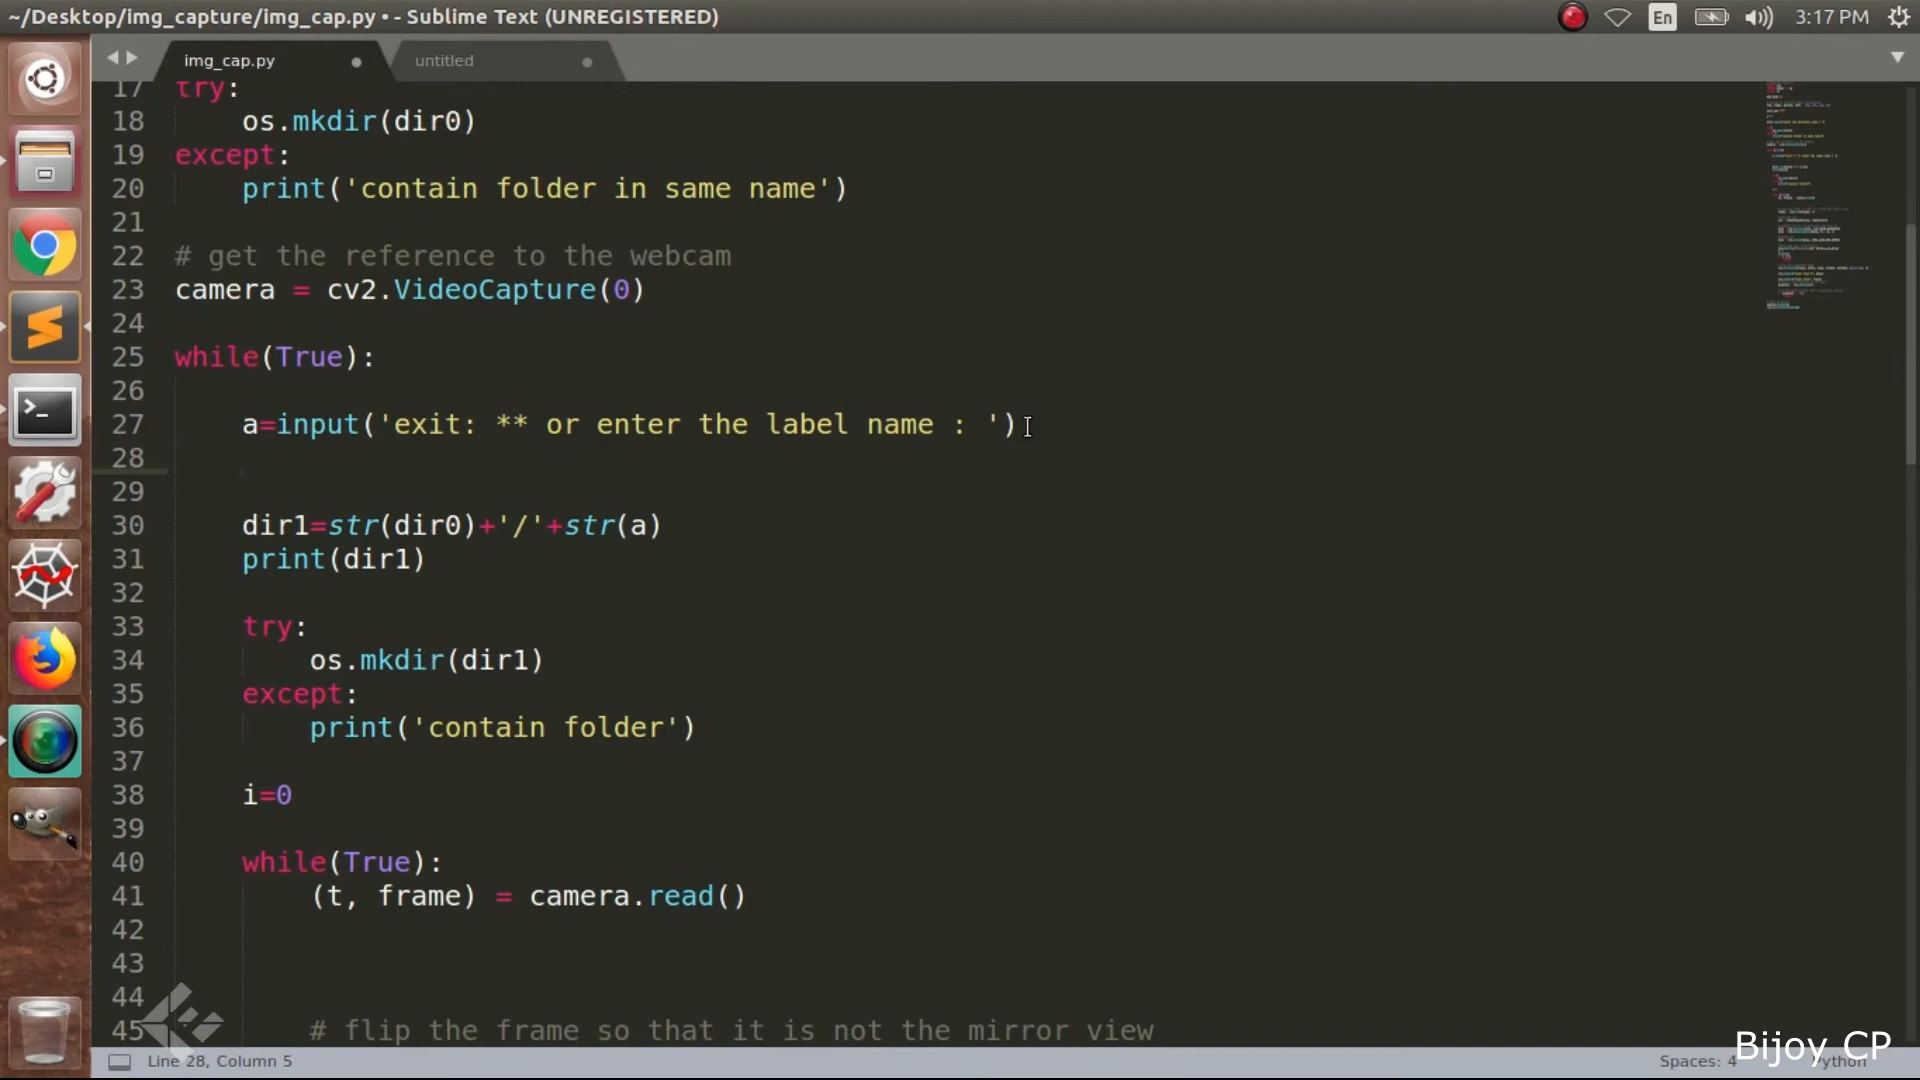 ~/Desktop/img_capture/img_cap.py • - Sublime Text (UNREGISTERED)
En
3:17 PM
img_cap.py
untitled
17 try:
18 os.mkdir(dir0)
19 except:
20 print('contain folder in same name')
21
22 # get the reference to the webcam
23 camera = cv2.VideoCapture(0)
24
25 while(True):
26
27 a=input('exit: ** or enter the label name : ')
28
29
30 dir1=str(dir0)+'/'+str(a)
31 print(dir1)
32
33 try:
34 os.mkdir(dir1)
35 except:
36 print('contain folder')
37
38 i=0
39
40 while(True):
41 (t, frame) = camera.read()
42
43
44
45 # flip the frame so that it is not the mirror view
Bijoy CP
Line 28, Column 5
Spaces: 4
Python